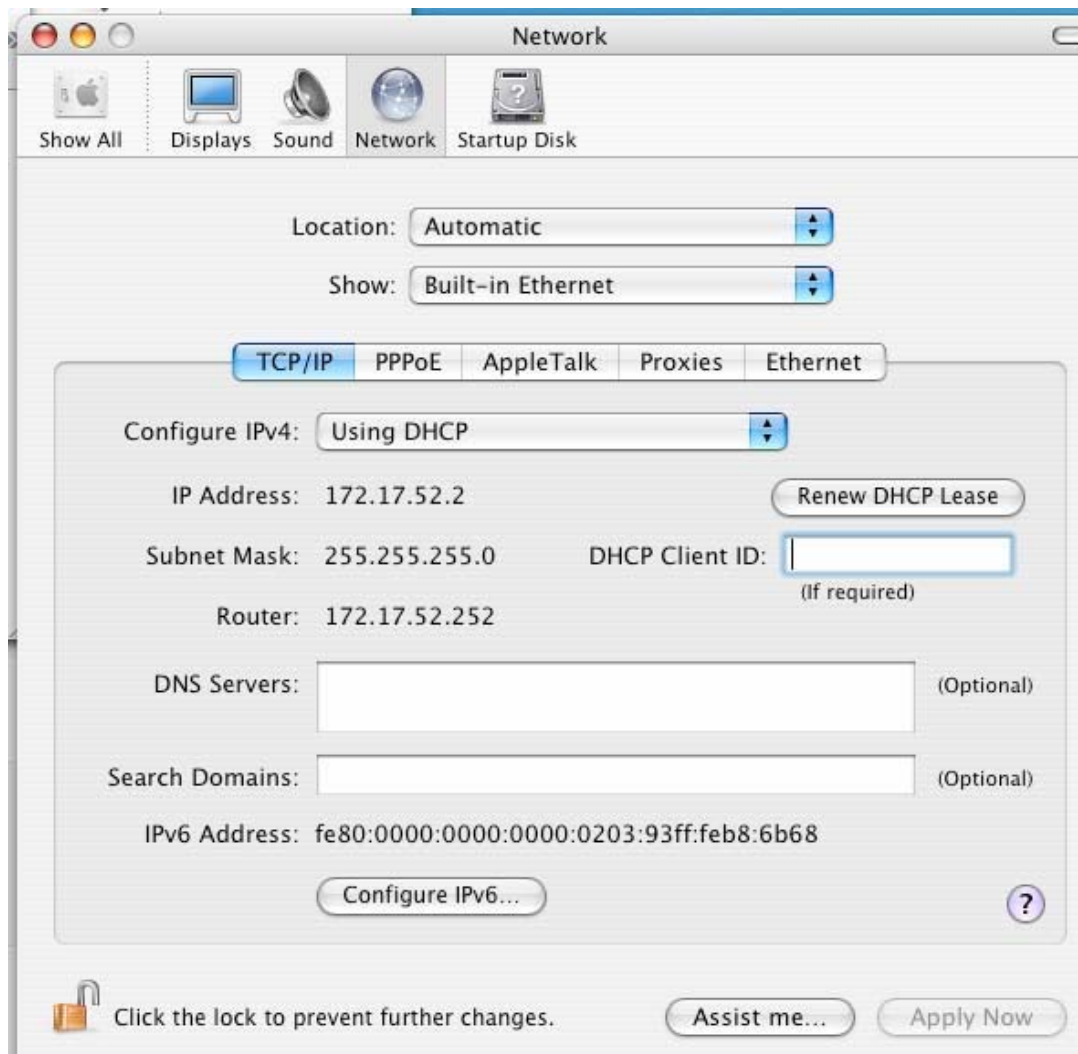 Network
Show All Displays Sound Network Startup Disk
Location: Automatic
Show: Built-in Ethernet
TCP/IP PPPoE AppleTalk Proxies Ethernet
Configure IPv4: Using DHCP
IP Address: 172.17.52.2 Renew DHCP Lease
Subnet Mask: 255.255.255.0 DHCP Client ID:
(If required)
Router: 172.17.52.252
DNS Servers: (Optional)
Search Domains: (Optional)
IPv6 Address: fe80:0000:0000:0000:0203:93ff:feb8:6b68
Configure IPv6... ?
Click the lock to prevent further changes. Assist me... Apply Now